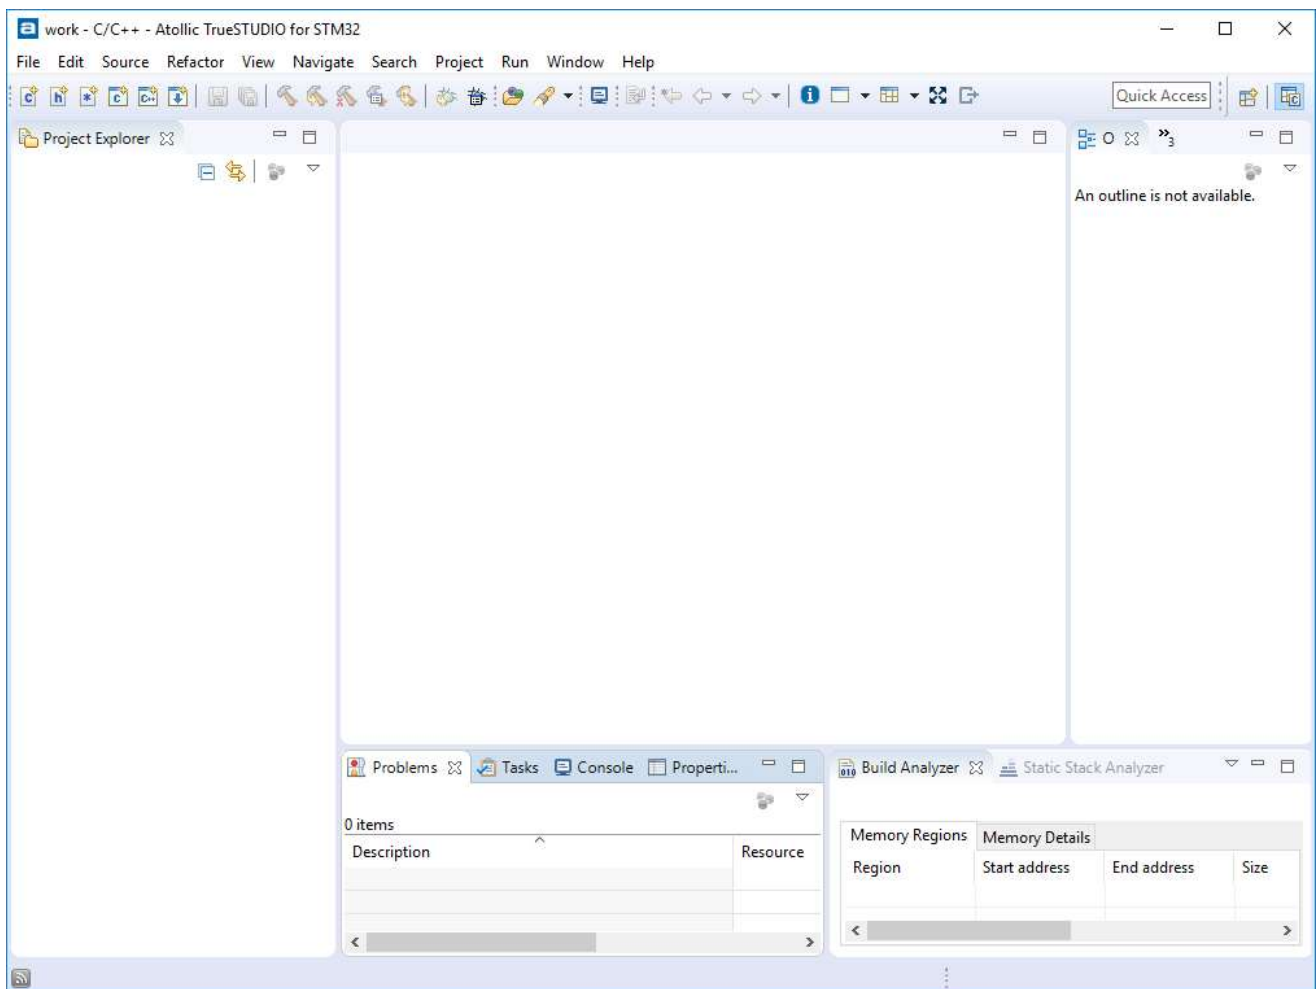 work - C/C++ - Atollic TrueSTUDIO for STM32
File Edit Source Refactor View Navigate Search Project Run Window Help
Quick Access
Project Explorer
O
»3
An outline is not available.
Problems Tasks Console Properti...
Build Analyzer Static Stack Analyzer
0 items
Description Resource
Memory Regions Memory Details
Region Start address End address Size